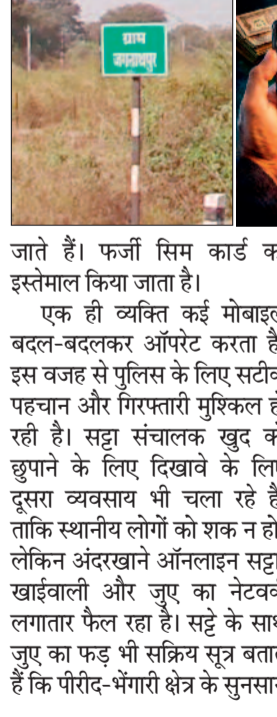 ग्राम
जगन्नाथपुर
जाते हैं। फर्जी सिम कार्ड क
इस्तेमाल किया जाता है।
एक ही व्यक्ति कई मोबाइल
बदल-बदलकर ऑपरेट करता है
इस वजह से पुलिस के लिए सटीक
पहचान और गिरफ्तारी मुश्किल ह
रही है। सट्टा संचालक खुद क
छुपाने के लिए दिखावे के लिए
दूसरा व्यवसाय भी चला रहे है
ताकि स्थानीय लोगों को शक न हो
लेकिन अंदरखाने ऑनलाइन सट्टा
खाईवाली और जुए का नेटवर्
लगातार फैल रहा है। सट्टे के साथ
जुए का फड़ भी सक्रिय सूत्र बता
हैं कि पीरीद-भेंगारी क्षेत्र के सुनसान